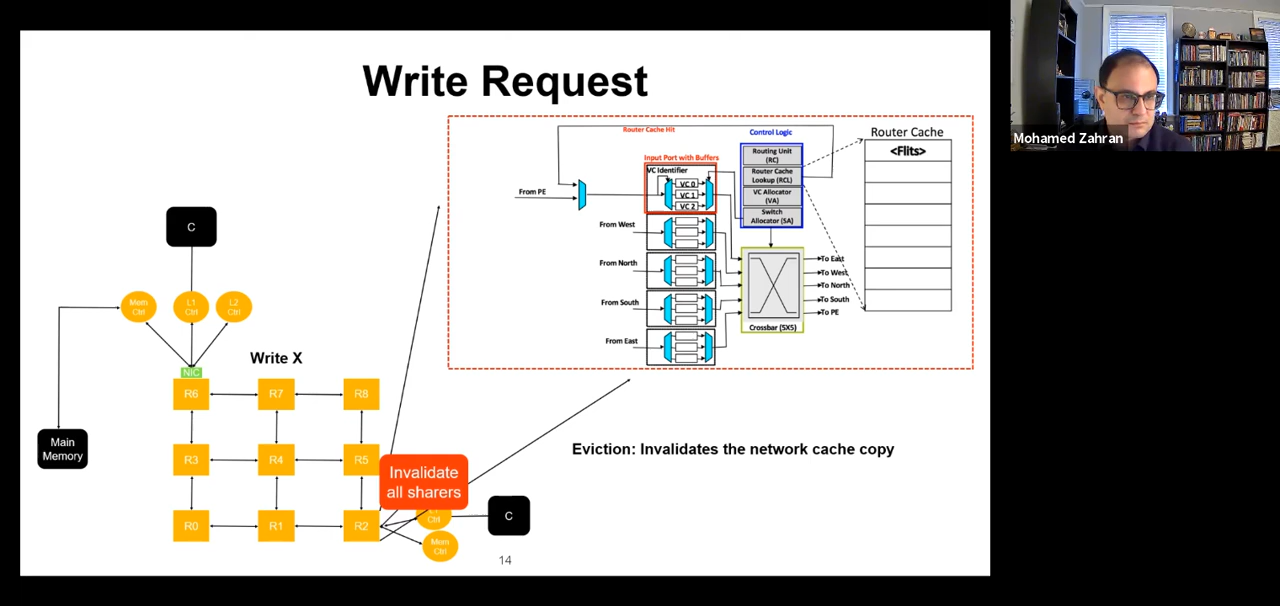 Write Request
Mohamed Zahran
Router Cache Hit
Control Logic
Router Cache
<Flits>
Input Port with Buffers
VC Identifier
VC 0
VC 1
VC 2
Routing Unit
(RC)
Router Cache
Lookup (RCL)
VC Allocator
(VA)
Switch
Allocator (SA)
From PE
From West
From North
From South
From East
To East
To West
To North
To South
To PE
Crossbar (5X5)
C
Mem
Ctrl
L1
Ctrl
L2
Ctrl
Write X
NIC
R6
R7
R8
Main
Memory
R3
R4
R5
Invalidate
all sharers
Eviction: Invalidates the network cache copy
R0
R1
R2
Ctrl
C
Mem
Ctrl
14